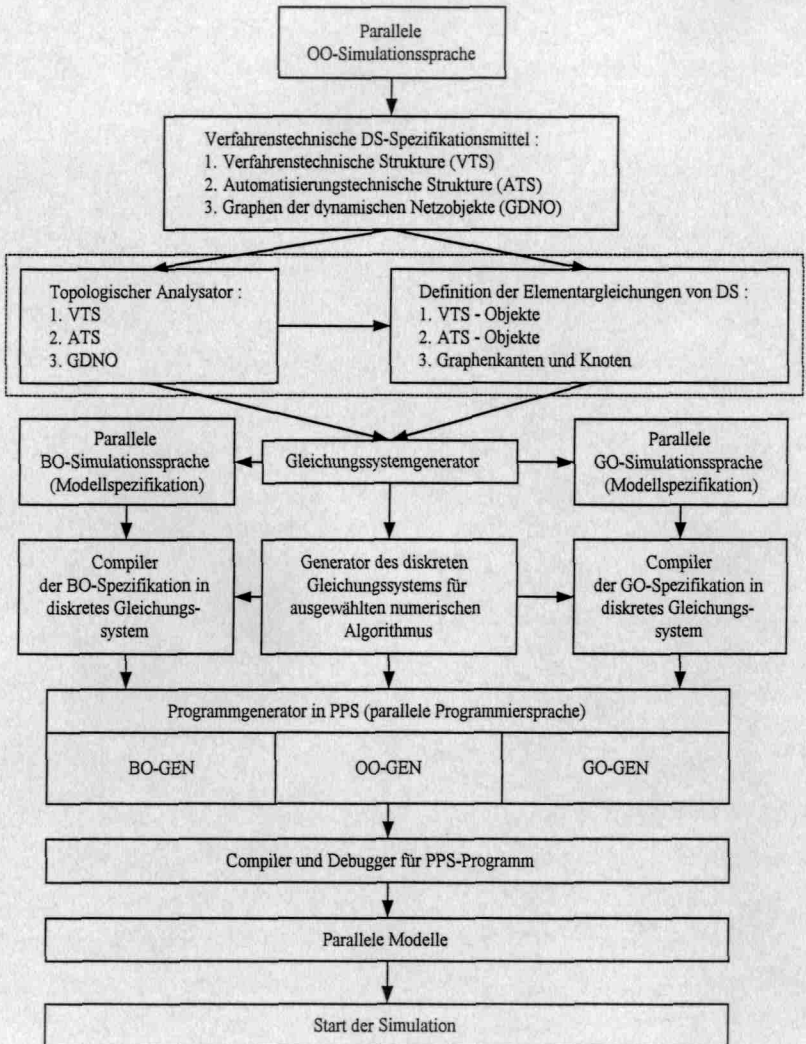 Parallele
OO-Simulationssprache
Verfahrenstechnische DS-Spezifikationsmittel :
1. Verfahrenstechnische Strukture (VTS)
2. Automatisierungstechnische Strukture (ATS)
3. Graphen der dynamischen Netzobjekte (GDNO)
Topologischer Analysator :
1. VTS
2. ATS
3. GDNO
Definition der Elementargleichungen von DS :
1. VTS - Objekte
2. ATS - Objekte
3. Graphenkanten und Knoten
Parallele
BO-Simulationssprache
(Modellspezifikation)
Gleichungssystemgenerator
Parallele
GO-Simulationssprache
(Modellspezifikation)
Compiler
der BO-Spezifikation in
diskretes Gleichungs-
system
Generator des diskreten
Gleichungssystems für
ausgewählten numerischen
Algorithmus
Compiler
der GO-Spezifikation in
diskretes Gleichungs-
system
Programmgenerator in PPS (parallele Programmiersprache)
BO-GEN
OO-GEN
GO-GEN
Compiler und Debugger für PPS-Programm
Parallele Modelle
Start der Simulation